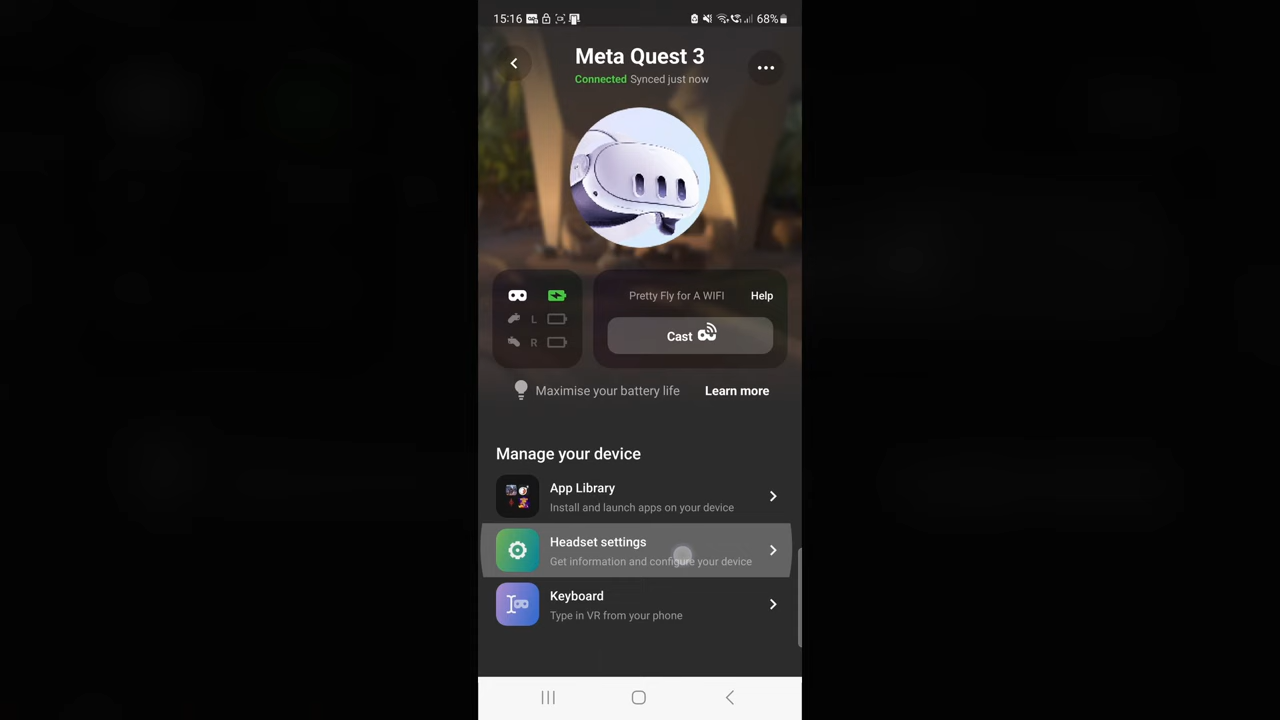 15:16
68%
Meta Quest 3
Connected Synced just now
Pretty Fly for A WIFI Help
L
Cast
R
Maximise your battery life Learn more
Manage your device
App Library
Install and launch apps on your device
Headset settings
Get information and configure your device
Keyboard
Type in VR from your phone